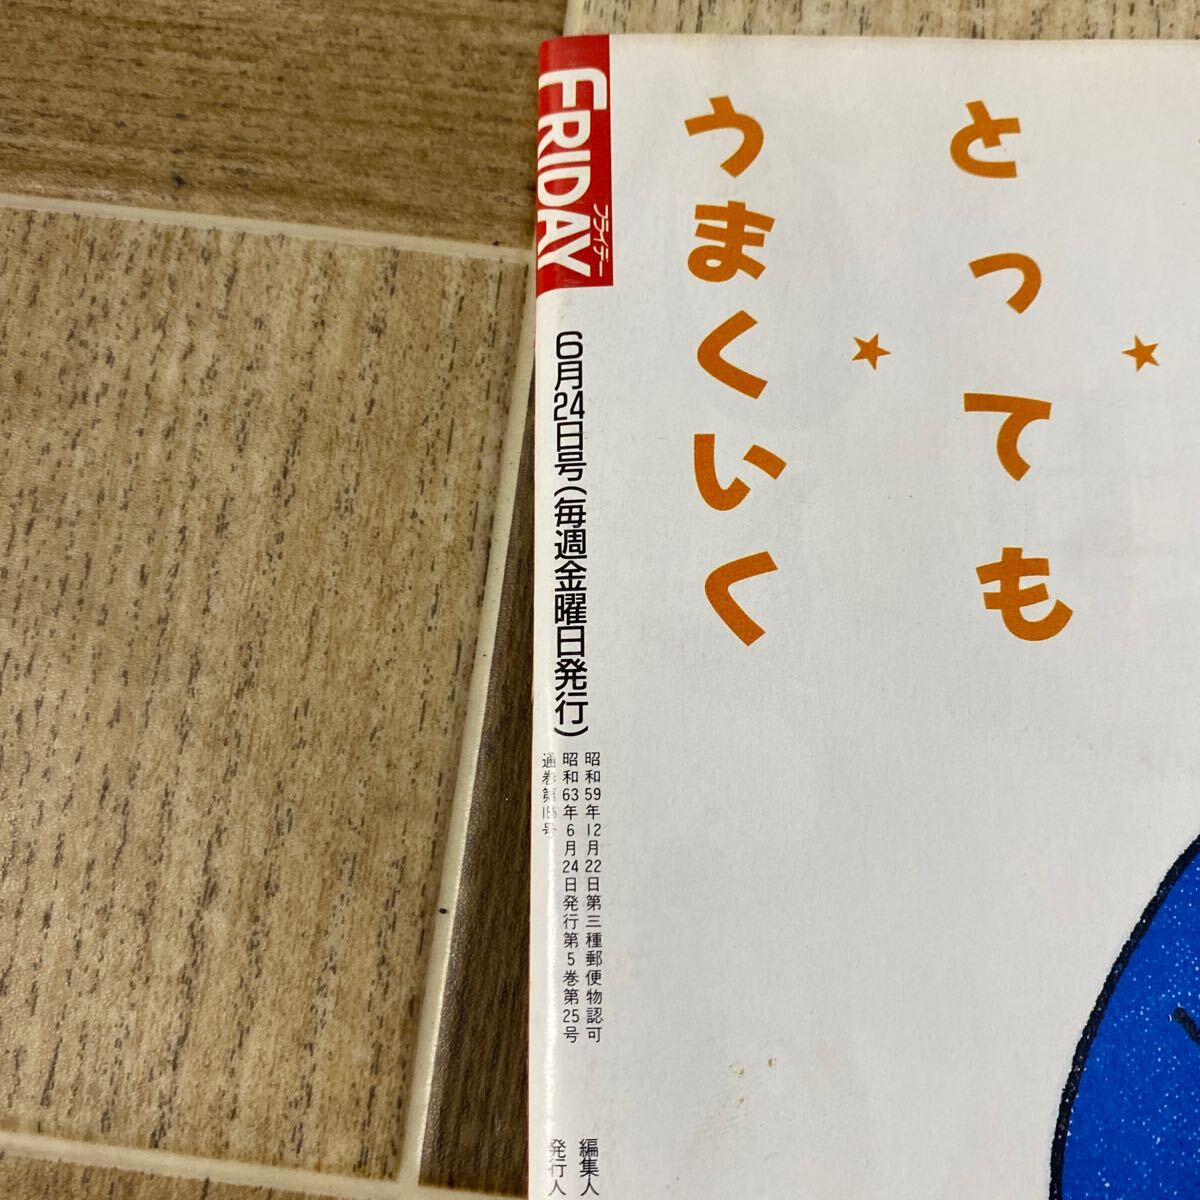 とっても
うまくいく
FRIDAY
フライデー
6月24日号(毎週金曜日発行)
昭和59年12月22日第三種郵便物認可
昭和63年6月24日発行第5巻第25号
編集人
発行人